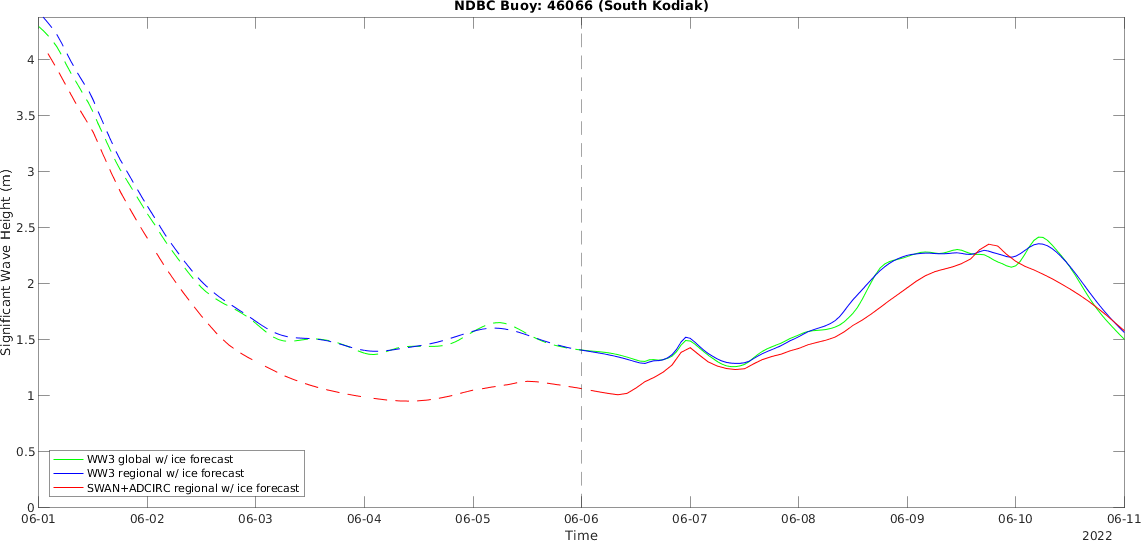 NDBC Buoy: 46066 (South Kodiak)
Significant Wave Height (m)
4
3.5
3
2.5
2
1.5
1
0.5
0
WW3 global w/ ice forecast
WW3 regional w/ ice forecast
SWAN+ADCIRC regional w/ ice forecast
06-01 06-02 06-03 06-04 06-05 06-06 06-07 06-08 06-09 06-10 06-11
Time
2022